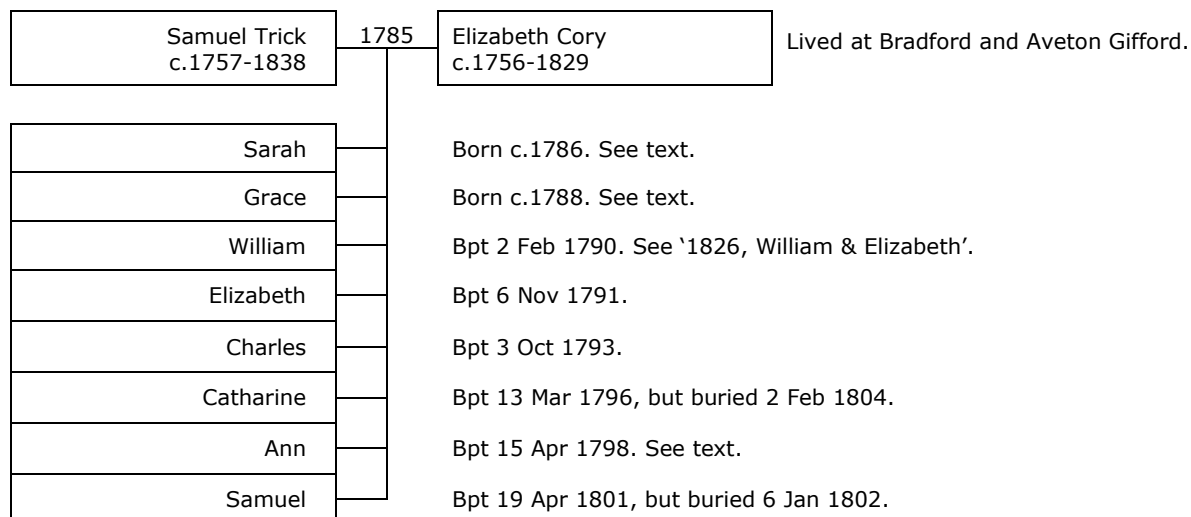 Samuel Trick
c.1757-1838
1785
Elizabeth Cory
c.1756-1829
Lived at Bradford and Aveton Gifford.
Sarah
Born c.1786. See text.
Grace
Born c.1788. See text.
William
Bpt 2 Feb 1790. See ‘1826, William & Elizabeth’.
Elizabeth
Bpt 6 Nov 1791.
Charles
Bpt 3 Oct 1793.
Catharine
Bpt 13 Mar 1796, but buried 2 Feb 1804.
Ann
Bpt 15 Apr 1798. See text.
Samuel
Bpt 19 Apr 1801, but buried 6 Jan 1802.